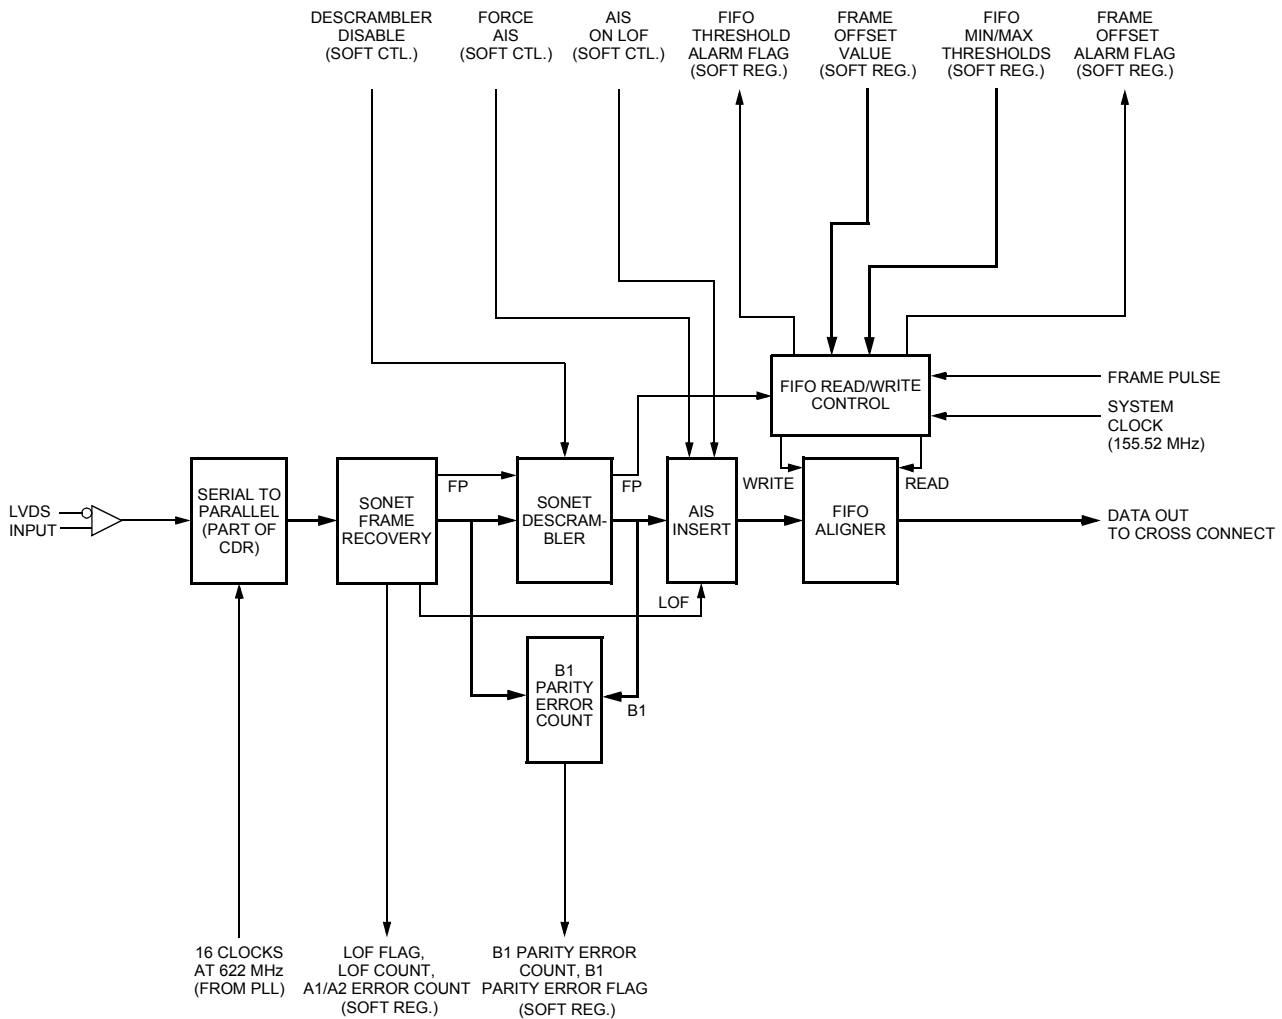 DESCRAMBLER
DISABLE
(SOFT CTL.)
FORCE
AIS
(SOFT CTL.)
AIS
ON LOF
(SOFT CTL.)
FIFO
THRESHOLD
ALARM FLAG
(SOFT REG.)
FRAME
OFFSET
VALUE
(SOFT REG.)
FIFO
MIN/MAX
THRESHOLDS
(SOFT REG.)
FRAME
OFFSET
ALARM FLAG
(SOFT REG.)
FIFO READ/WRITE
CONTROL
FRAME PULSE
SYSTEM
CLOCK
(155.52 MHz)
WRITE
READ
LVDS
INPUT
SERIAL TO
PARALLEL
(PART OF
CDR)
SONET
FRAME
RECOVERY
FP
SONET
DESCRAM-
BLER
FP
AIS
INSERT
FIFO
ALIGNER
DATA OUT
TO CROSS CONNECT
LOF
B1
PARITY
ERROR
COUNT
B1
16 CLOCKS
AT 622 MHz
(FROM PLL)
LOF FLAG,
LOF COUNT,
A1/A2 ERROR COUNT
(SOFT REG.)
B1 PARITY ERROR
COUNT, B1
PARITY ERROR FLAG
(SOFT REG.)